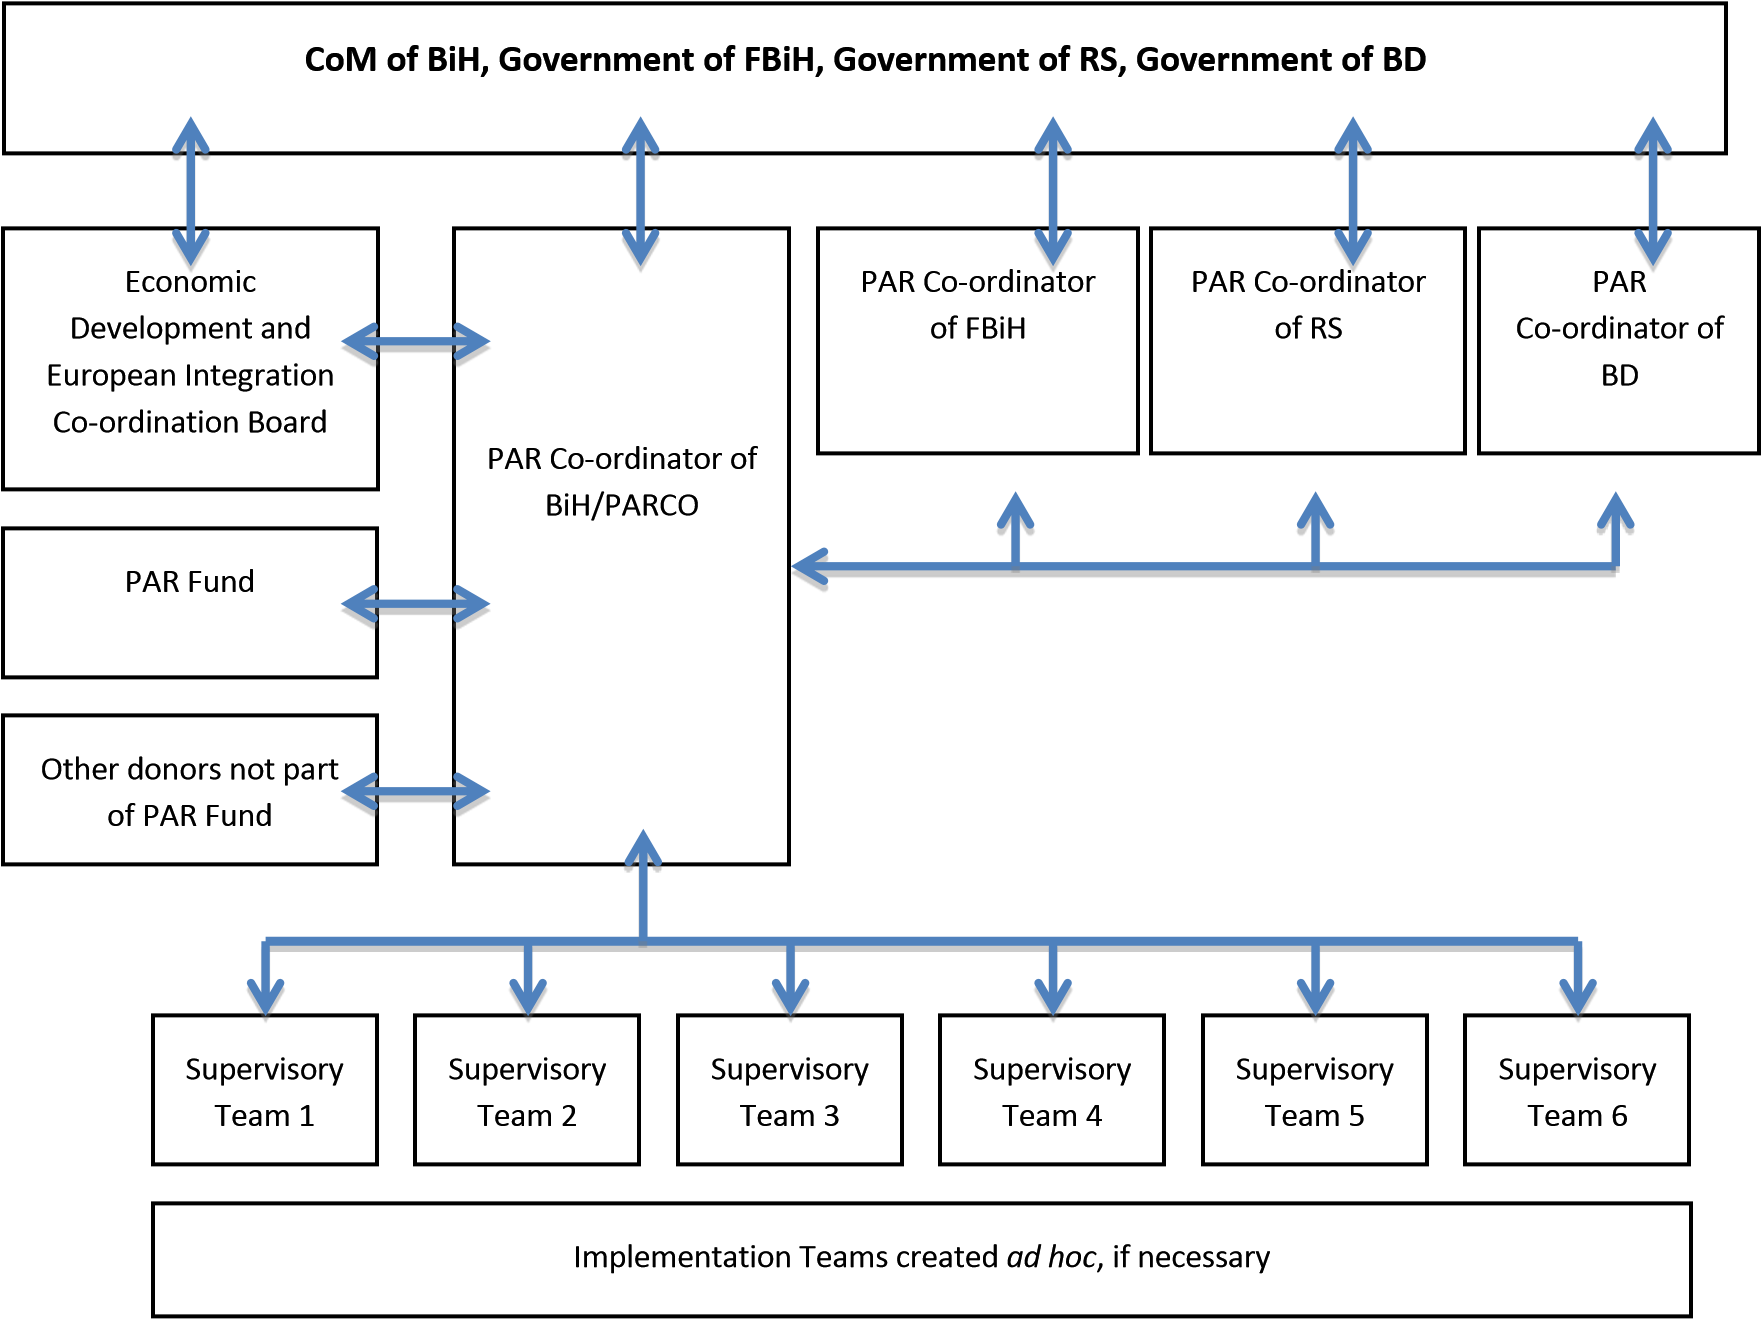 CoM of BiH, Government of FBiH, Government of RS, Government of BD
Economic
Development and
European Integration
Co-ordination Board
PAR Co-ordinator of
BiH/PARCO
PAR Co-ordinator
of FBiH
PAR Co-ordinator
of RS
PAR
Co-ordinator of
BD
PAR Fund
Other donors not part
of PAR Fund
Supervisory
Team 1
Supervisory
Team 2
Supervisory
Team 3
Supervisory
Team 4
Supervisory
Team 5
Supervisory
Team 6
Implementation Teams created ad hoc, if necessary